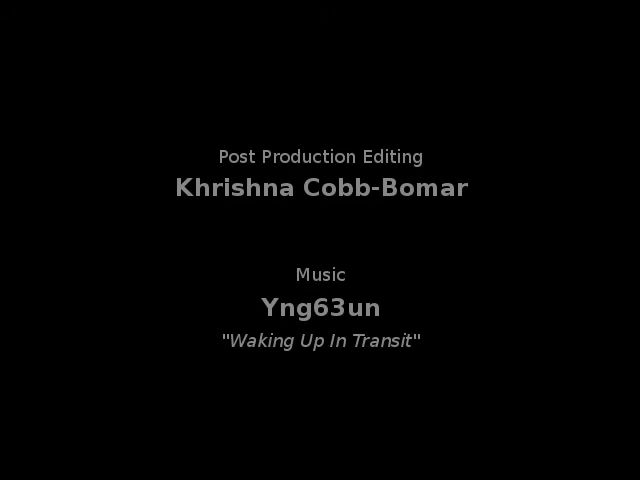 Post Production Editing
Khrishna Cobb-Bomar
Music
Yng63un
"Waking Up In Transit"